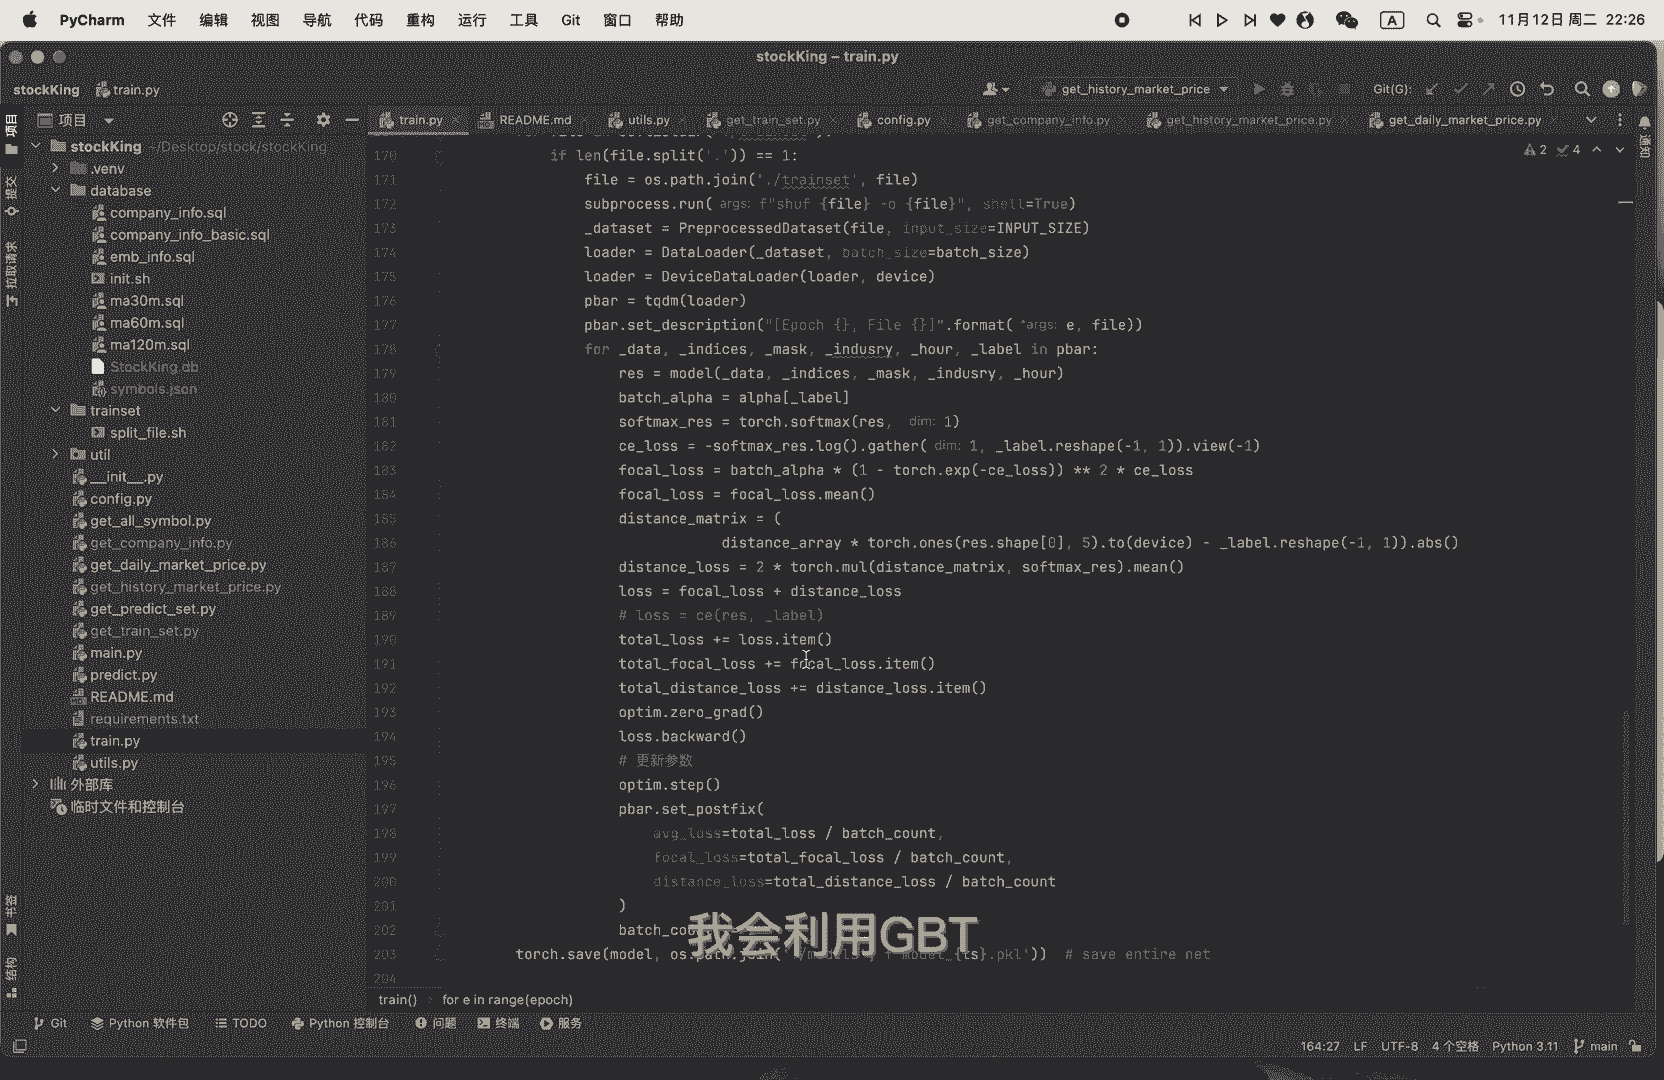 PyCharm 文件 编辑 视图 导航 代码 重构 运行 工具 Git 窗口 帮助 A 11月12日 周二 22:26
stockKing – train.py
stockKing train.py get_history_market_price Git(G):
项目 train.py README.md utils.py get_train_set.py config.py get_company_info.py get_history_market_price.py get_daily_market_price.py
项目
提交
拉取请求
书签
结构
通知
stockKing ~/Desktop/stock/stockKing
.venv
database
company_info.sql
company_info_basic.sql
emb_info.sql
init.sh
ma30m.sql
ma60m.sql
ma120m.sql
StockKing.db
symbols.json
trainset
split_file.sh
util
__init__.py
config.py
get_all_symbol.py
get_company_info.py
get_daily_market_price.py
get_history_market_price.py
get_predict_set.py
get_train_set.py
main.py
predict.py
README.md
requirements.txt
train.py
utils.py
外部库
临时文件和控制台
2 4
170 if len(file.split('.')) == 1:
171 file = os.path.join('./trainset', file)
172 subprocess.run( args: f"shuf {file} -o {file}", shell=True)
173 _dataset = PreprocessedDataset(file, input_size=INPUT_SIZE)
174 loader = DataLoader(_dataset, batch_size=batch_size)
175 loader = DeviceDataLoader(loader, device)
176 pbar = tqdm(loader)
177 pbar.set_description("[Epoch {}, File {}]".format( *args: e, file))
178 for _data, _indices, _mask, _indusry, _hour, _label in pbar:
179 res = model(_data, _indices, _mask, _indusry, _hour)
180 batch_alpha = alpha[_label]
181 softmax_res = torch.softmax(res, dim: 1)
182 ce_loss = -softmax_res.log().gather( dim: 1, _label.reshape(-1, 1)).view(-1)
183 focal_loss = batch_alpha * (1 - torch.exp(-ce_loss)) ** 2 * ce_loss
184 focal_loss = focal_loss.mean()
185 distance_matrix = (
186 distance_array * torch.ones(res.shape[0], 5).to(device) - _label.reshape(-1, 1)).abs()
187 distance_loss = 2 * torch.mul(distance_matrix, softmax_res).mean()
188 loss = focal_loss + distance_loss
189 # loss = ce(res, _label)
190 total_loss += loss.item()
191 total_focal_loss += focal_loss.item()
192 total_distance_loss += distance_loss.item()
193 optim.zero_grad()
194 loss.backward()
195 # 更新参数
196 optim.step()
197 pbar.set_postfix(
198 avg_loss=total_loss / batch_count,
199 focal_loss=total_focal_loss / batch_count,
200 distance_loss=total_distance_loss / batch_count
201 )
202 batch_co
我会利用GBT
203 torch.save(model, os.path.join( {ts}.pkl')) # save entire net
204
train() for e in range(epoch)
Git Python 软件包 TODO Python 控制台 问题 终端 服务
164:27 LF UTF-8 4 个空格 Python 3.11 main